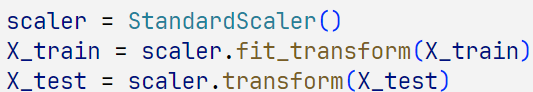 scaler = StandardScaler()
X_train = scaler.fit_transform(X_train)
X_test = scaler.transform(X_test)